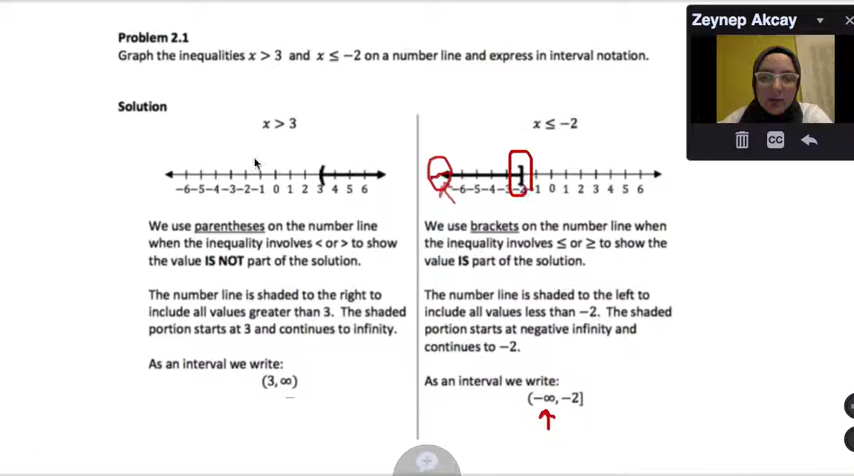 Zeynep Akcay
Problem 2.1
Graph the inequalities x > 3 and x ≤ −2 on a number line and express in interval notation.
Solution
x > 3
−6−5−4−3−2−1 0 1 2 3 4 5 6
We use parentheses on the number line
when the inequality involves < or > to show
the value IS NOT part of the solution.
The number line is shaded to the right to
include all values greater than 3. The shaded
portion starts at 3 and continues to infinity.
As an interval we write:
(3, ∞)
x ≤ −2
−6−5−4−3−2−1 0 1 2 3 4 5 6
We use brackets on the number line when
the inequality involves ≤ or ≥ to show the
value IS part of the solution.
The number line is shaded to the left to
include all values less than −2. The shaded
portion starts at negative infinity and
continues to −2.
As an interval we write:
(−∞, −2]
CC